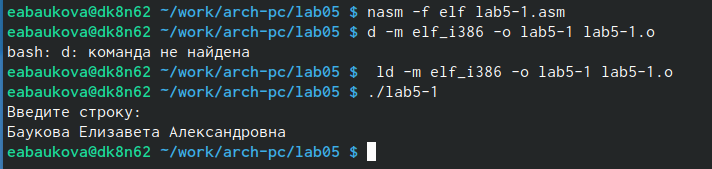 eabaukova@dk8n62 ~/work/arch-pc/lab05 $ nasm -f elf lab5-1.asm
eabaukova@dk8n62 ~/work/arch-pc/lab05 $ d -m elf_i386 -o lab5-1 lab5-1.o
bash: d: команда не найдена
eabaukova@dk8n62 ~/work/arch-pc/lab05 $  ld -m elf_i386 -o lab5-1 lab5-1.o
eabaukova@dk8n62 ~/work/arch-pc/lab05 $ ./lab5-1
Введите строку:
Баукова Елизавета Александровна
eabaukova@dk8n62 ~/work/arch-pc/lab05 $